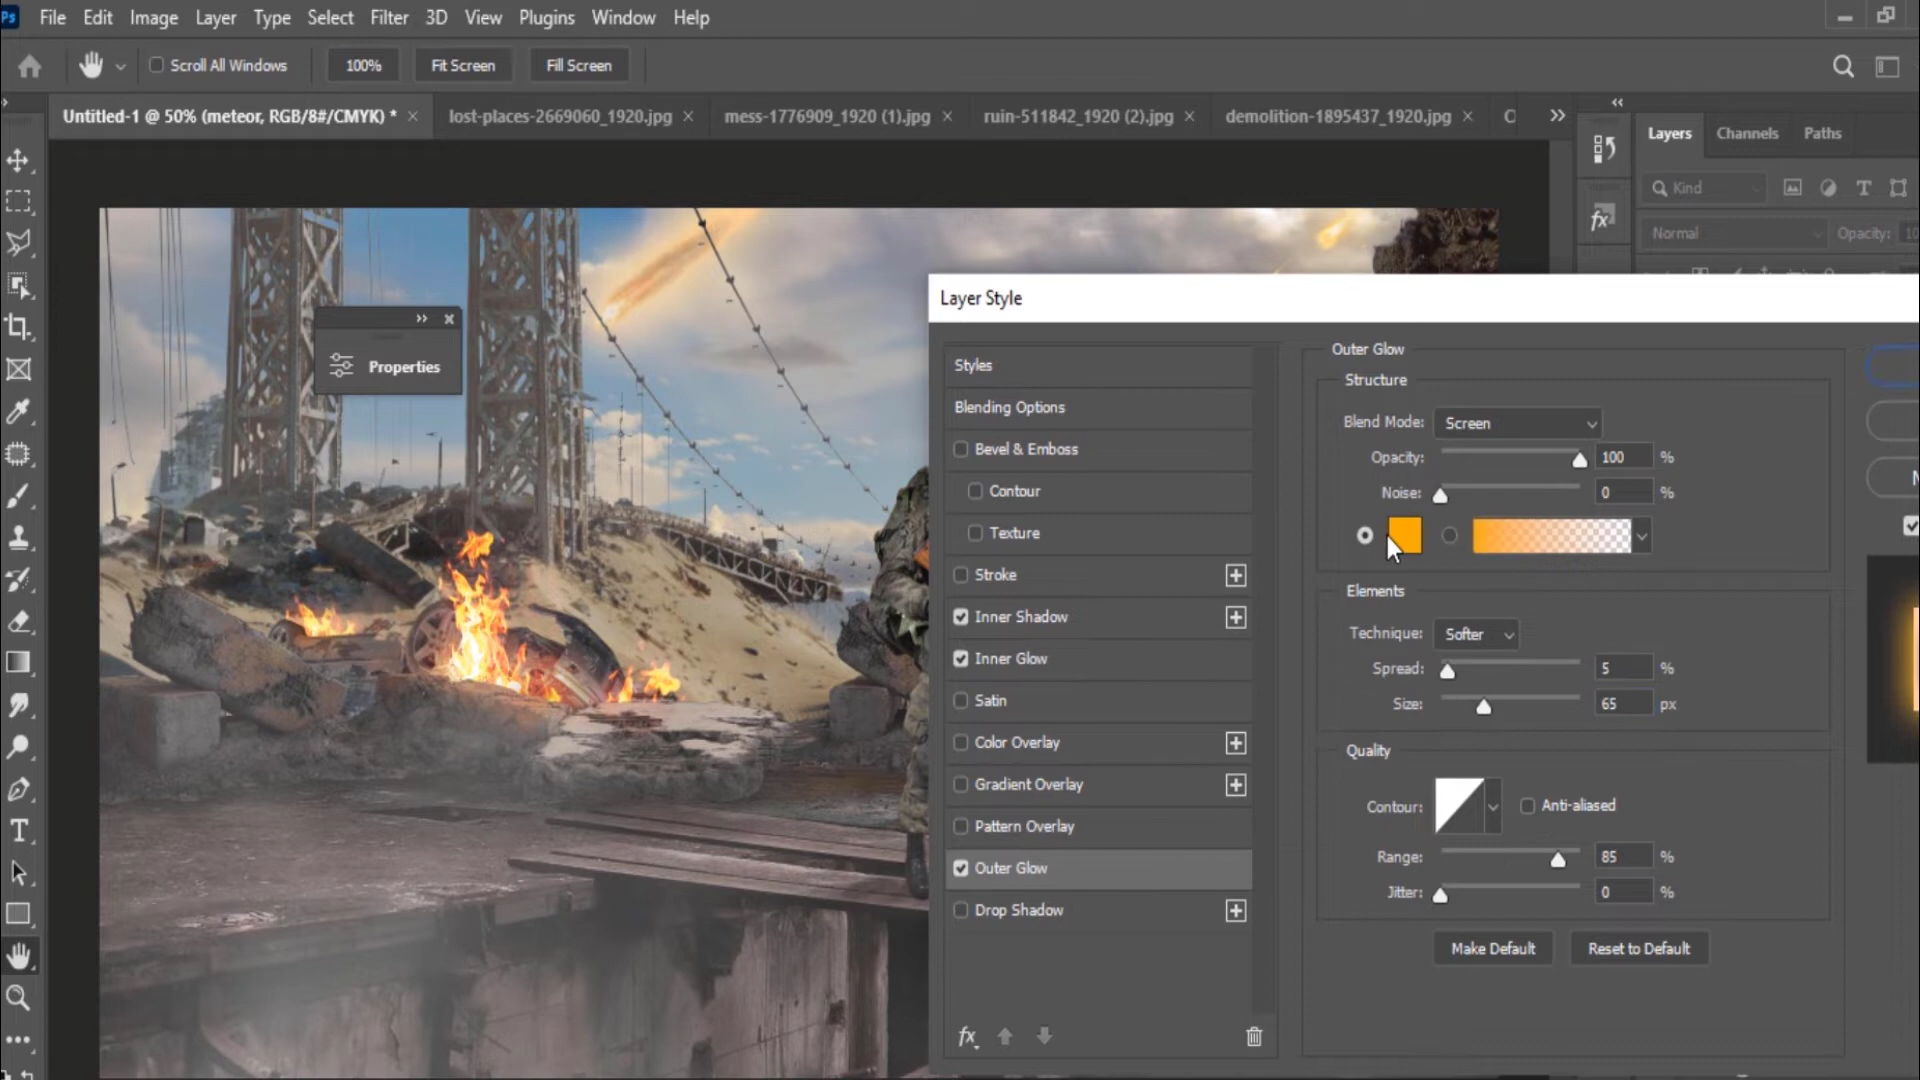 Ps File Edit Image Layer Type Select Filter 3D View Plugins Window Help
Scroll All Windows 100% Fit Screen Fill Screen
Untitled-1 @ 50% (meteor, RGB/8#/CMYK) * × lost-places-2669060_1920.jpg × mess-1776909_1920 (1).jpg × ruin-511842_1920 (2).jpg × demolition-1895437_1920.jpg ×
Layers Channels Paths
Kind
Normal Opacity: 10
Properties
Layer Style
Styles
Blending Options
Bevel & Emboss
Contour
Texture
Stroke
Inner Shadow
Inner Glow
Satin
Color Overlay
Gradient Overlay
Pattern Overlay
Outer Glow
Drop Shadow
fx
Outer Glow
Structure
Blend Mode: Screen
Opacity: 100 %
Noise: 0 %
Elements
Technique: Softer
Spread: 5 %
Size: 65 px
Quality
Contour: Anti-aliased
Range: 85 %
Jitter: 0 %
Make Default Reset to Default